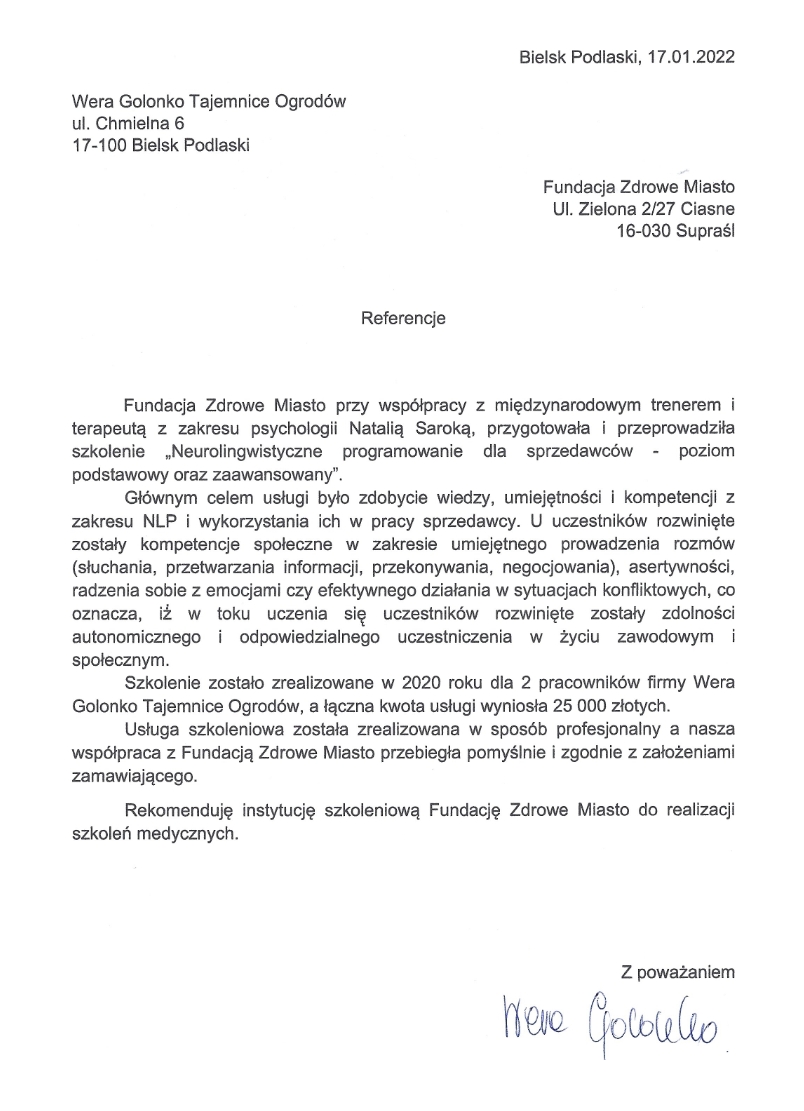 Bielsk Podlaski, 17.01.2022
Wera Golonko Tajemnice Ogrodów
ul. Chmielna 6
17-100 Bielsk Podlaski
Fundacja Zdrowe Miasto
Ul. Zielona 2/27 Ciasne
16-030 Supraśl
Referencje
Fundacja Zdrowe Miasto przy współpracy z międzynarodowym trenerem i
terapeutą z zakresu psychologii Natalią Saroką, przygotowała i przeprowadziła
szkolenie „Neurolingwistyczne programowanie dla sprzedawców - poziom
podstawowy oraz zaawansowany”.
Głównym celem usługi było zdobycie wiedzy, umiejętności i kompetencji z
zakresu NLP i wykorzystania ich w pracy sprzedawcy. U uczestników rozwinięte
zostały kompetencje społeczne w zakresie umiejętnego prowadzenia rozmów
(słuchania, przetwarzania informacji, przekonywania, negocjowania), asertywności,
radzenia sobie z emocjami czy efektywnego działania w sytuacjach konfliktowych, co
oznacza, iż w toku uczenia się uczestników rozwinięte zostały zdolności
autonomicznego i odpowiedzialnego uczestniczenia w życiu zawodowym i
społecznym.
Szkolenie zostało zrealizowane w 2020 roku dla 2 pracowników firmy Wera
Golonko Tajemnice Ogrodów, a łączna kwota usługi wyniosła 25 000 złotych.
Usługa szkoleniowa została zrealizowana w sposób profesjonalny a nasza
współpraca z Fundacją Zdrowe Miasto przebiegła pomyślnie i zgodnie z założeniami
zamawiającego.
Rekomenduję instytucję szkoleniową Fundację Zdrowe Miasto do realizacji
szkoleń medycznych.
Z poważaniem
Wera Golonko